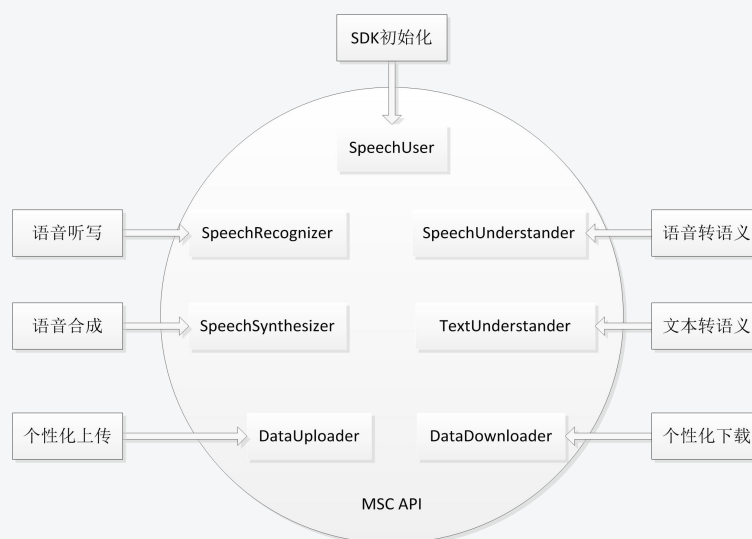 SDK初始化
SpeechUser
语音听写
SpeechRecognizer
SpeechUnderstander
语音转语义
语音合成
SpeechSynthesizer
TextUnderstander
文本转语义
个性化上传
DataUploader
DataDownloader
个性化下载
MSC API